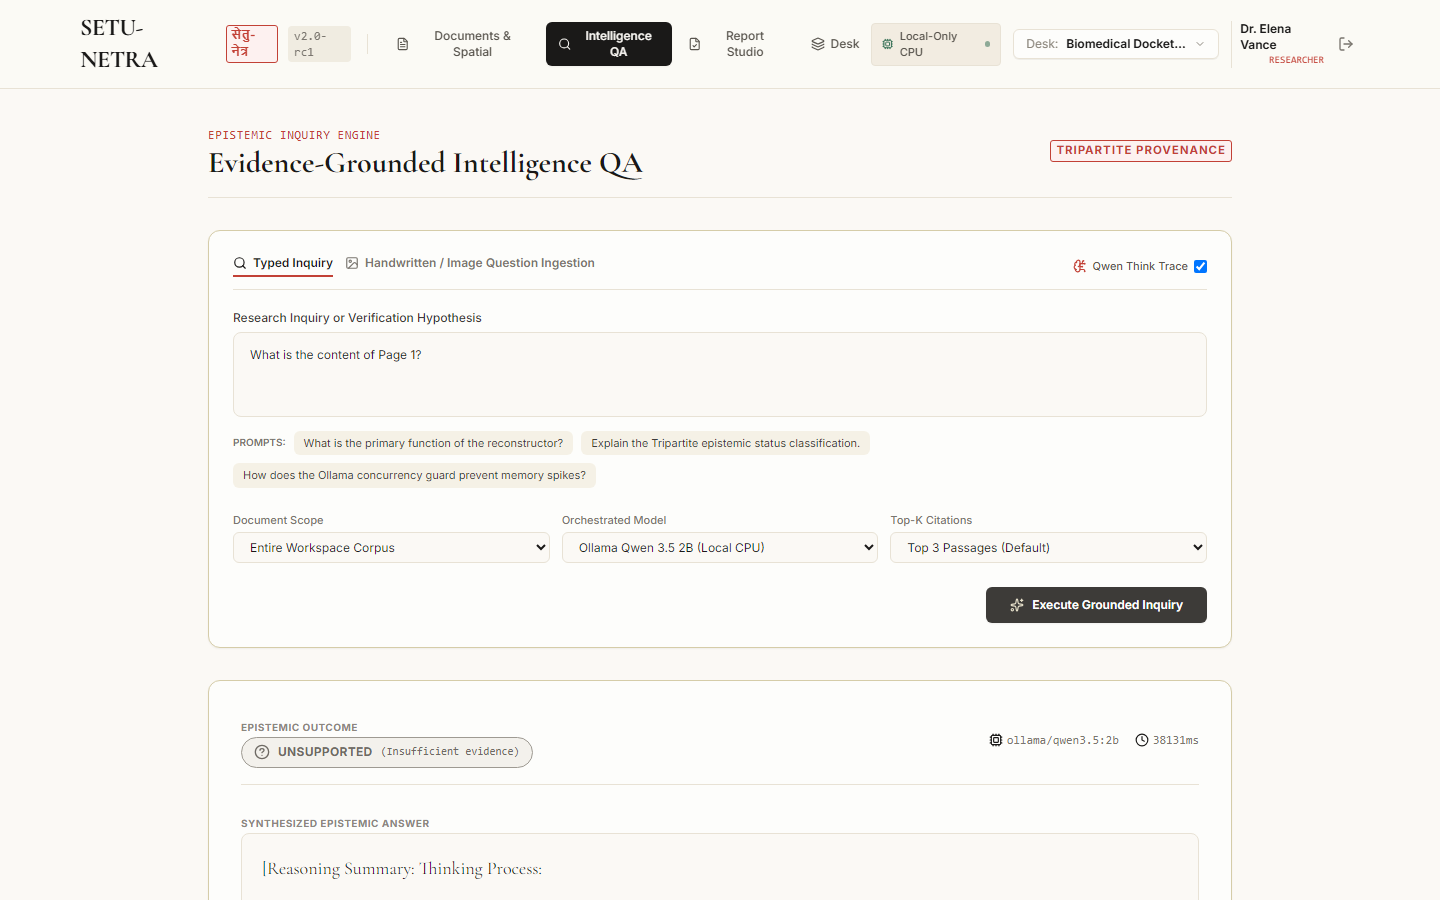 SETU-
NETRA
सेतु-
नेत्र
v2.0-
rc1
Documents &
Spatial
Intelligence
QA
Report
Studio
Desk
Local-Only
CPU
Desk: Biomedical Docket...
Dr. Elena
Vance
RESEARCHER
EPISTEMIC INQUIRY ENGINE
Evidence-Grounded Intelligence QA
TRIPARTITE PROVENANCE
Typed Inquiry
Handwritten / Image Question Ingestion
Qwen Think Trace
Research Inquiry or Verification Hypothesis
What is the content of Page 1?
PROMPTS:
What is the primary function of the reconstructor?
Explain the Tripartite epistemic status classification.
How does the Ollama concurrency guard prevent memory spikes?
Document Scope
Orchestrated Model
Top-K Citations
Entire Workspace Corpus
Ollama Qwen 3.5 2B (Local CPU)
Top 3 Passages (Default)
Execute Grounded Inquiry
EPISTEMIC OUTCOME
UNSUPPORTED (Insufficient evidence)
ollama/qwen3.5:2b
38131ms
SYNTHESIZED EPISTEMIC ANSWER
[Reasoning Summary: Thinking Process: